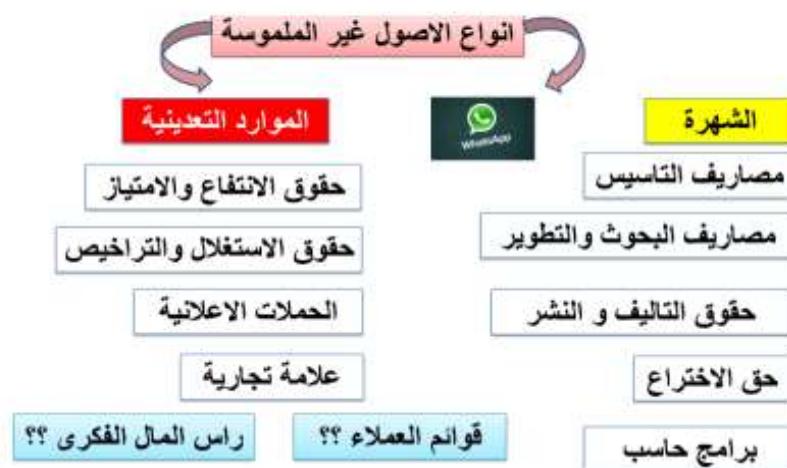 انواع الاصول غير الملموسة
الشهرة
WhatsApp
الموارد التعدينية
مصاريف التاسيس
حقوق الانتفاع والامتياز
مصاريف البحوث والتطوير
حقوق الاستغلال والتراخيص
حقوق التاليف و النشر
الحملات الاعلانية
حق الاختراع
علامة تجارية
برامج حاسب
قوائم العملاء ؟؟
راس المال الفكرى ؟؟